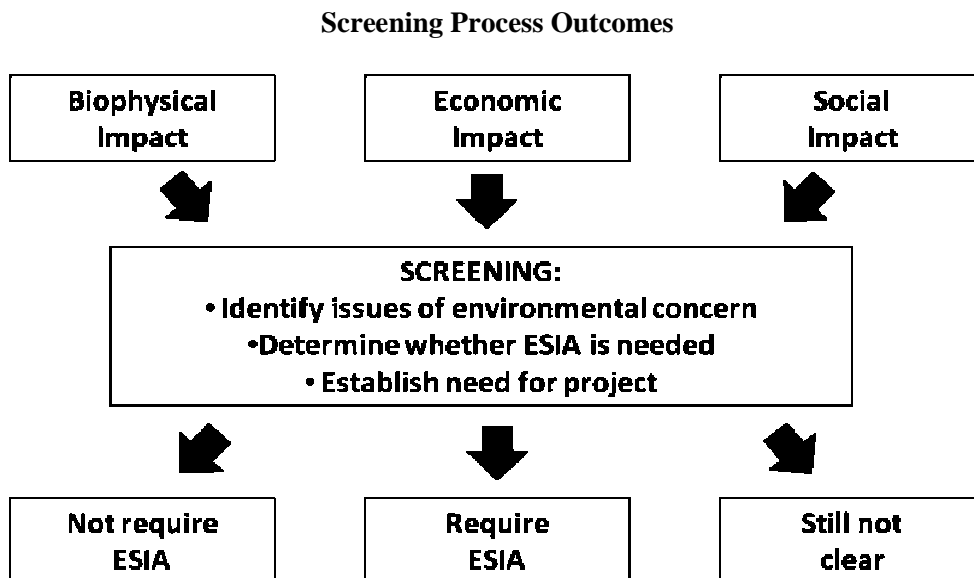 Screening Process Outcomes
Biophysical
Impact
Economic
Impact
Social
Impact
SCREENING:
• Identify issues of environmental concern
•Determine whether ESIA is needed
• Establish need for project
Not require
ESIA
Require
ESIA
Still not
clear